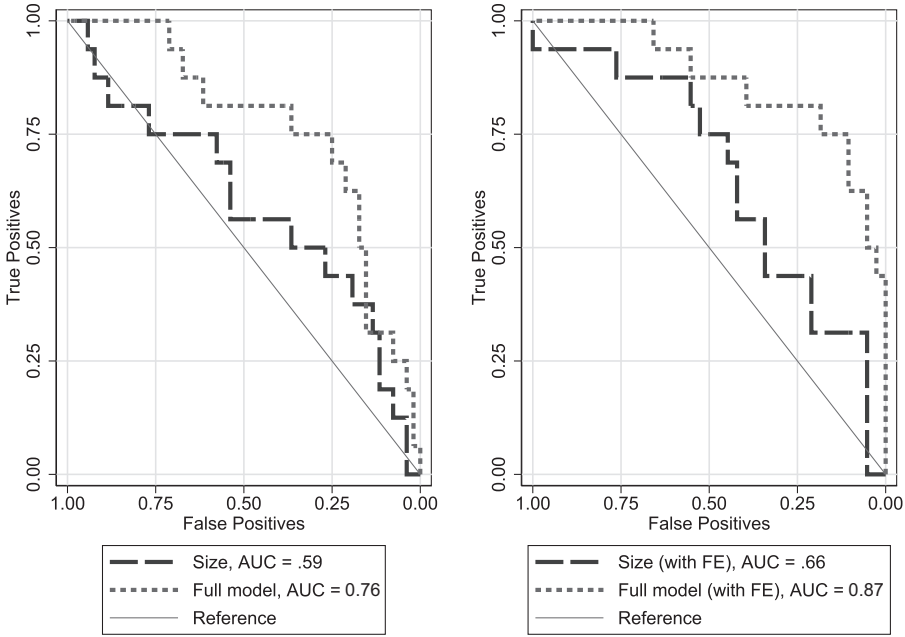 1.00
0.75
0.50
0.25
0.00
True Positives
1.00 0.75 0.50 0.25 0.00
False Positives
Size, AUC = .59
Full model, AUC = 0.76
Reference
1.00
0.75
0.50
0.25
0.00
True Positives
1.00 0.75 0.50 0.25 0.00
False Positives
Size (with FE), AUC = .66
Full model (with FE), AUC = 0.87
Reference